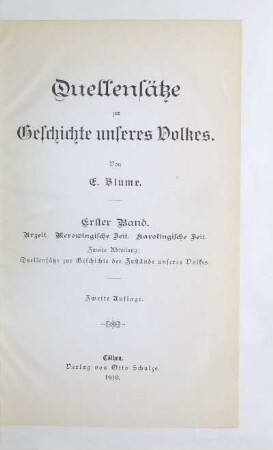 Quellensätze
zur
Geschichte unseres Volkes.
Von
E. Blume.
Erster Band.
Urzeit. Merowingische Zeit. Karolingische Zeit.
Zweite Abteilung:
Quellensätze zur Geschichte der Zustände unseres Volkes
Zweite Auflage.
Cöthen.
Verlag von Otto Schulze.
1910.